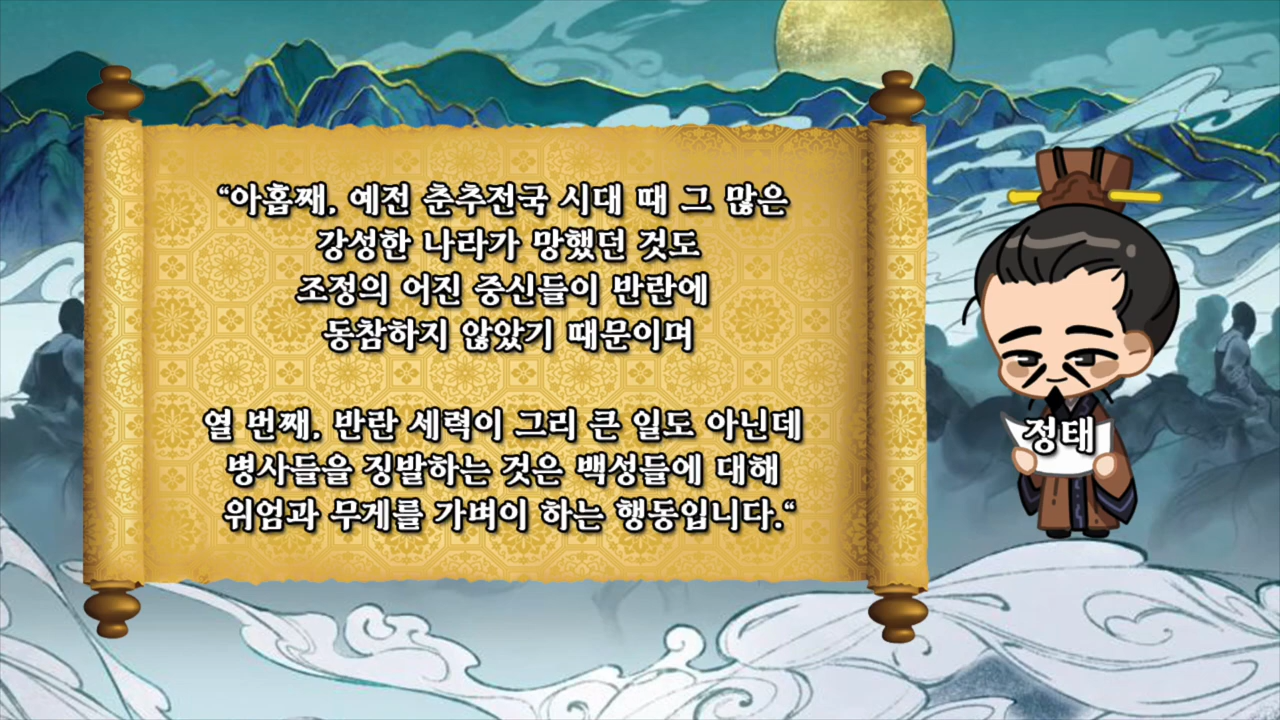 “아홉째, 예전 춘추전국 시대 때 그 많은
강성한 나라가 망했던 것도
조정의 어진 중신들이 반란에
동참하지 않았기 때문이며
열 번째, 반란 세력이 그리 큰 일도 아닌데
병사들을 징발하는 것은 백성들에 대해
위엄과 무게를 가벼이 하는 행동입니다.“
정태